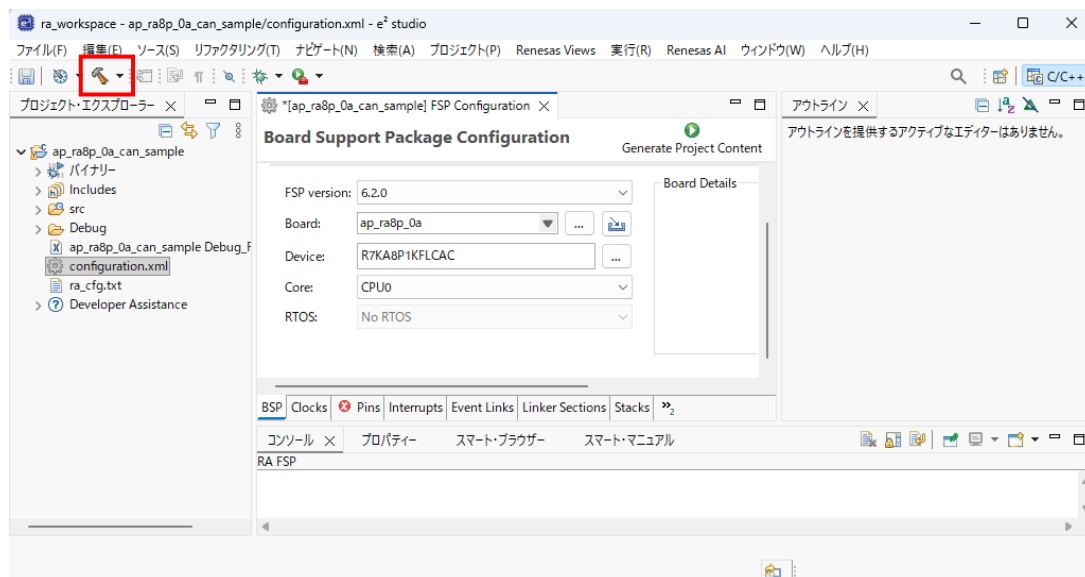 ra_workspace - ap_ra8p_0a_can_sample/configuration.xml - e² studio
ファイル(F) 編集(E) ソース(S) リファクタリング(T) ナビゲート(N) 検索(A) プロジェクト(P) Renesas Views 実行(R) Renesas AI ウィンドウ(W) ヘルプ(H)
C/C++
プロジェクト・エクスプローラー
ap_ra8p_0a_can_sample
バイナリー
Includes
src
Debug
ap_ra8p_0a_can_sample Debug_F
configuration.xml
ra_cfg.txt
Developer Assistance
*[ap_ra8p_0a_can_sample] FSP Configuration
Board Support Package Configuration
Generate Project Content
FSP version: 6.2.0
Board: ap_ra8p_0a ...
Device: R7KA8P1KFLCAC ...
Core: CPU0
RTOS: No RTOS
Board Details
BSP Clocks Pins Interrupts Event Links Linker Sections Stacks »2
アウトライン
アウトラインを提供するアクティブなエディターはありません。
コンソール プロパティー スマート・ブラウザー スマート・マニュアル
RA FSP